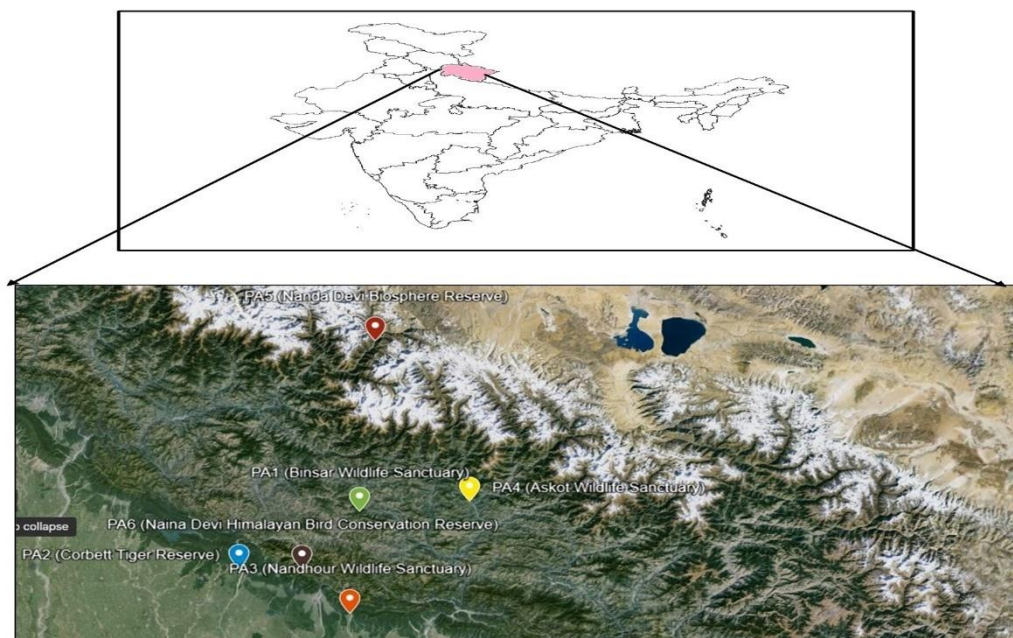 PA5 (Nanda Devi Biosphere Reserve)
PA1 (Binsar Wildlife Sanctuary)
PA4 (Askot Wildlife Sanctuary)
o collapse
PA6 (Naina Devi Himalayan Bird Conservation Reserve)
PA2 (Corbett Tiger Reserve)
PA3 (Nandhour Wildlife Sanctuary)